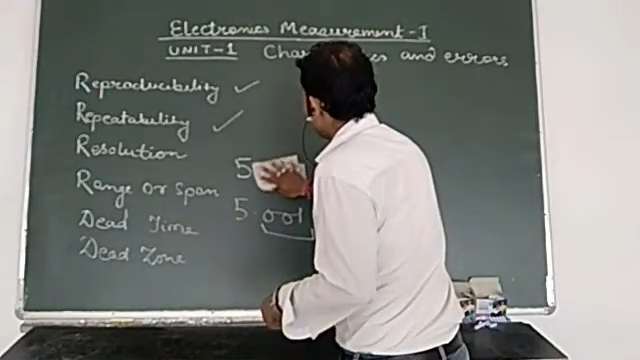 Electronics Measurement-I
UNIT-1 and errors
Reproducibility ✓
Repeatability ✓
Resolution
5
Range or Span
5.001
Dead Time
Dead Zone